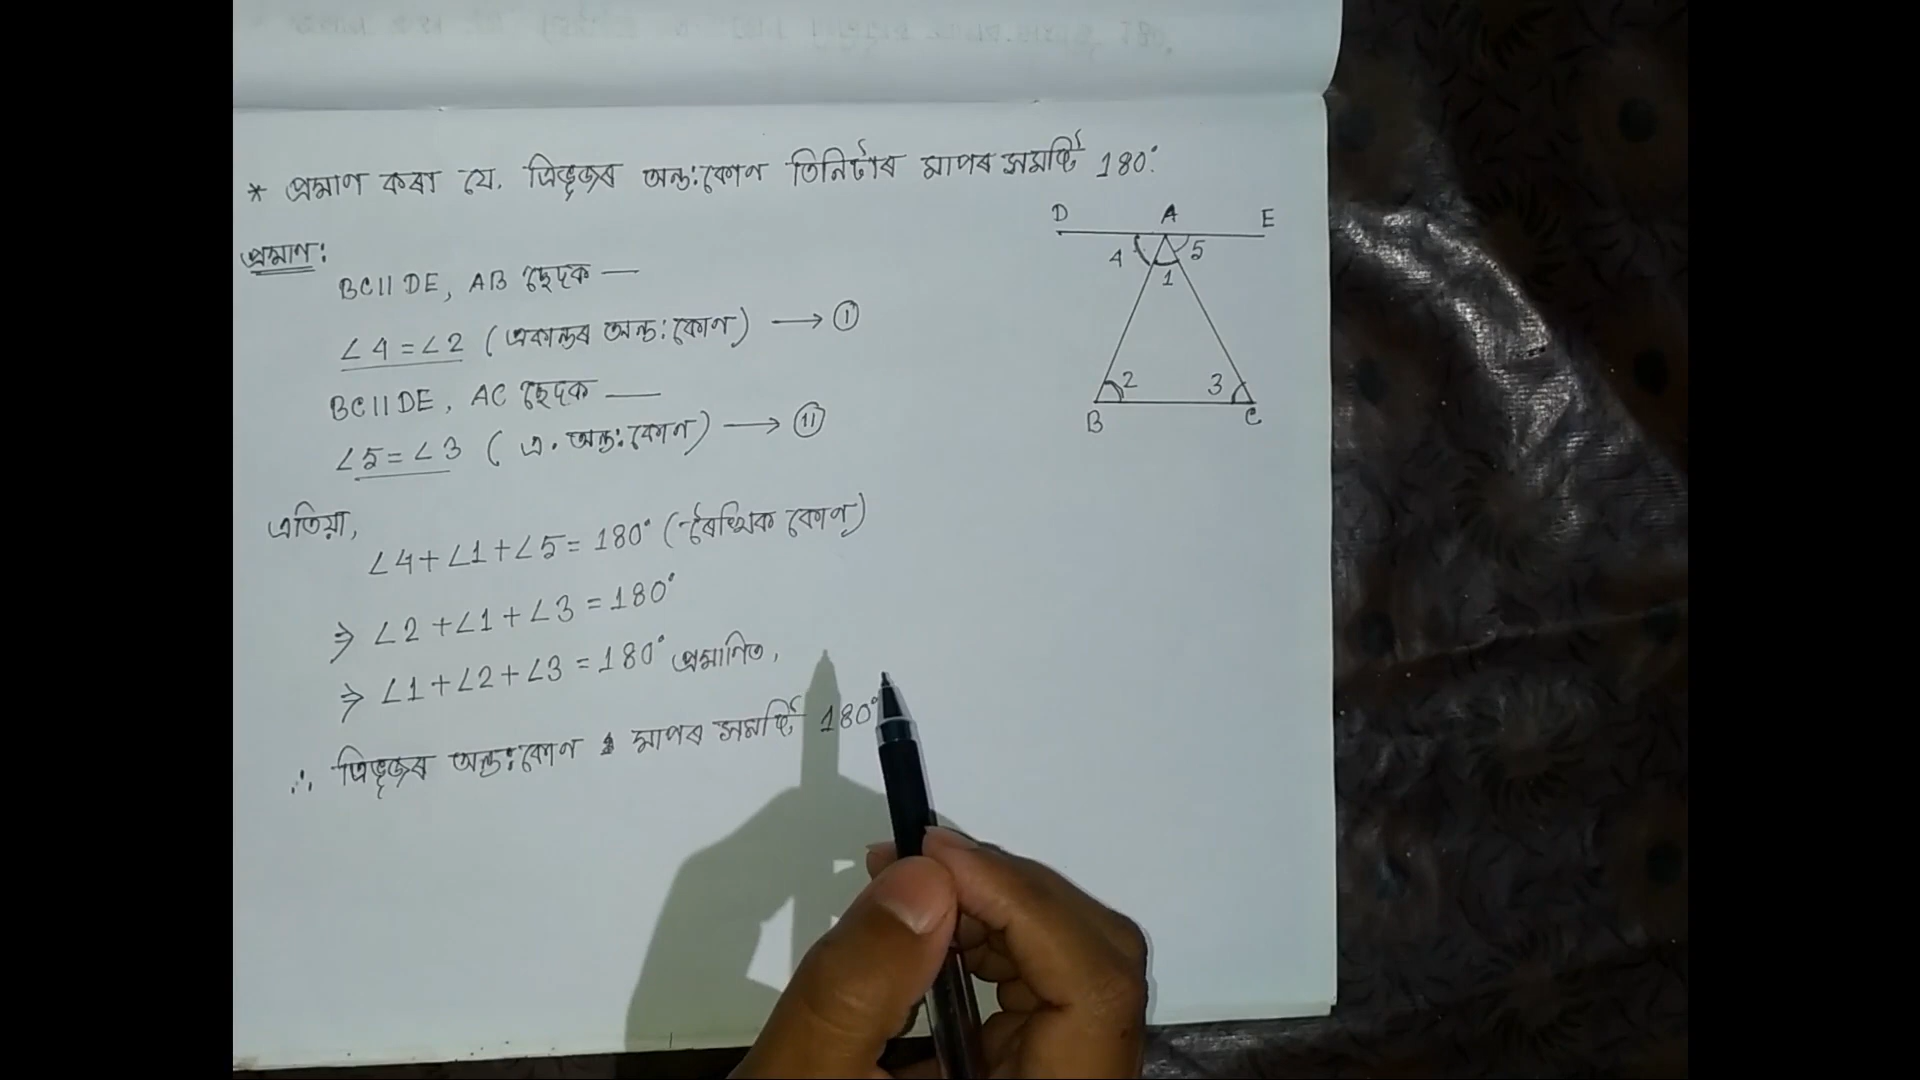 * প্ৰমাণ কৰা যে. ত্ৰিভূজৰ অন্ত:কোণ তিনিটাৰ মাপৰ সমষ্টি 180°.
প্ৰমাণ:
BC॥DE, AB ছেদক —
∠4=∠2 (একান্তৰ অন্ত:কোণ) → (I)
BC॥DE, AC ছেদক —
∠5=∠3 (এ. অন্ত:কোণ) → (II)
এতিয়া,
∠4+∠1+∠5=180° (ৰৈখিক কোণ)
⇒ ∠2+∠1+∠3=180°
⇒ ∠1+∠2+∠3=180° প্ৰমাণিত,
∴ ত্ৰিভূজৰ অন্ত:কোণ মাপৰ সমষ্টি 180°
D A E
4 1 5
2 3
B C